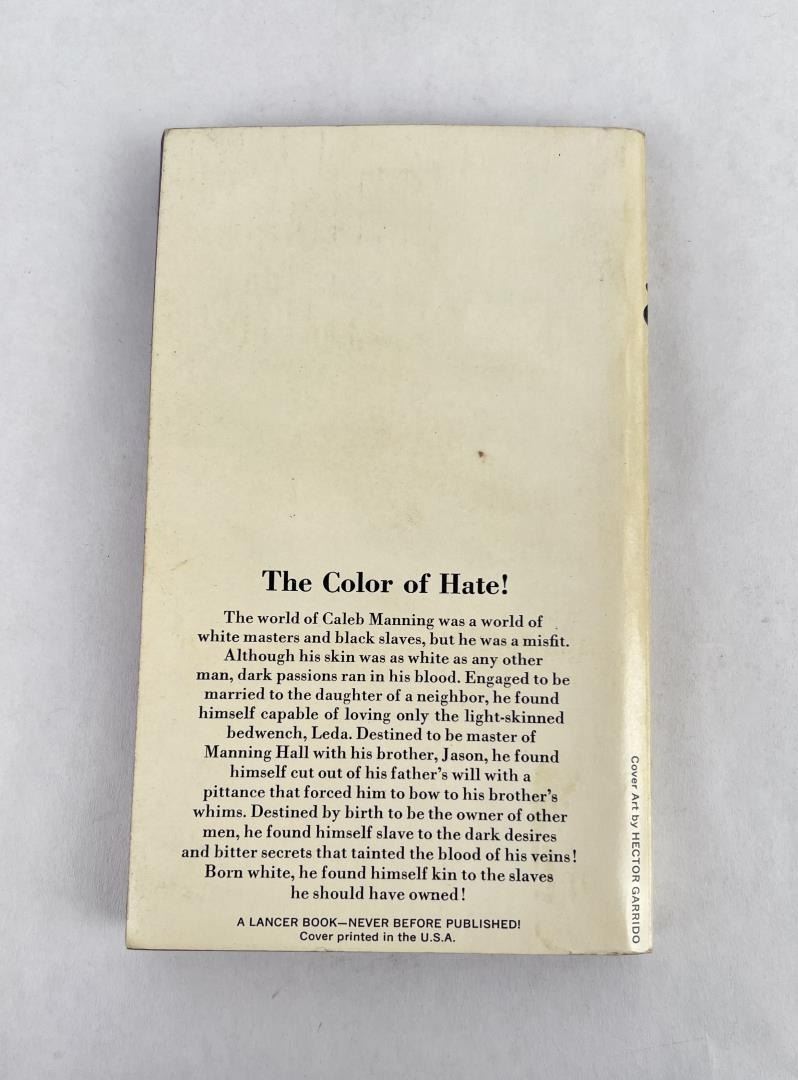 The Color of Hate!
The world of Caleb Manning was a world of
white masters and black slaves, but he was a misfit.
Although his skin was as white as any other
man, dark passions ran in his blood. Engaged to be
married to the daughter of a neighbor, he found
himself capable of loving only the light-skinned
bedwench, Leda. Destined to be master of
Manning Hall with his brother, Jason, he found
himself cut out of his father's will with a
pittance that forced him to bow to his brother's
whims. Destined by birth to be the owner of other
men, he found himself slave to the dark desires
and bitter secrets that tainted the blood of his veins!
Born white, he found himself kin to the slaves
he should have owned!
A LANCER BOOK—NEVER BEFORE PUBLISHED!
Cover printed in the U.S.A.
Cover Art by HECTOR GARRIDO